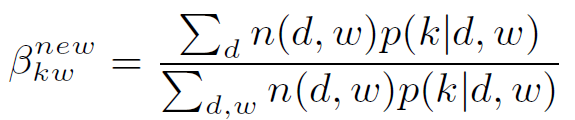 β_{kw}^{new} = \frac{\sum_d n(d, w)p(k|d, w)}{\sum_{d,w} n(d, w)p(k|d, w)}